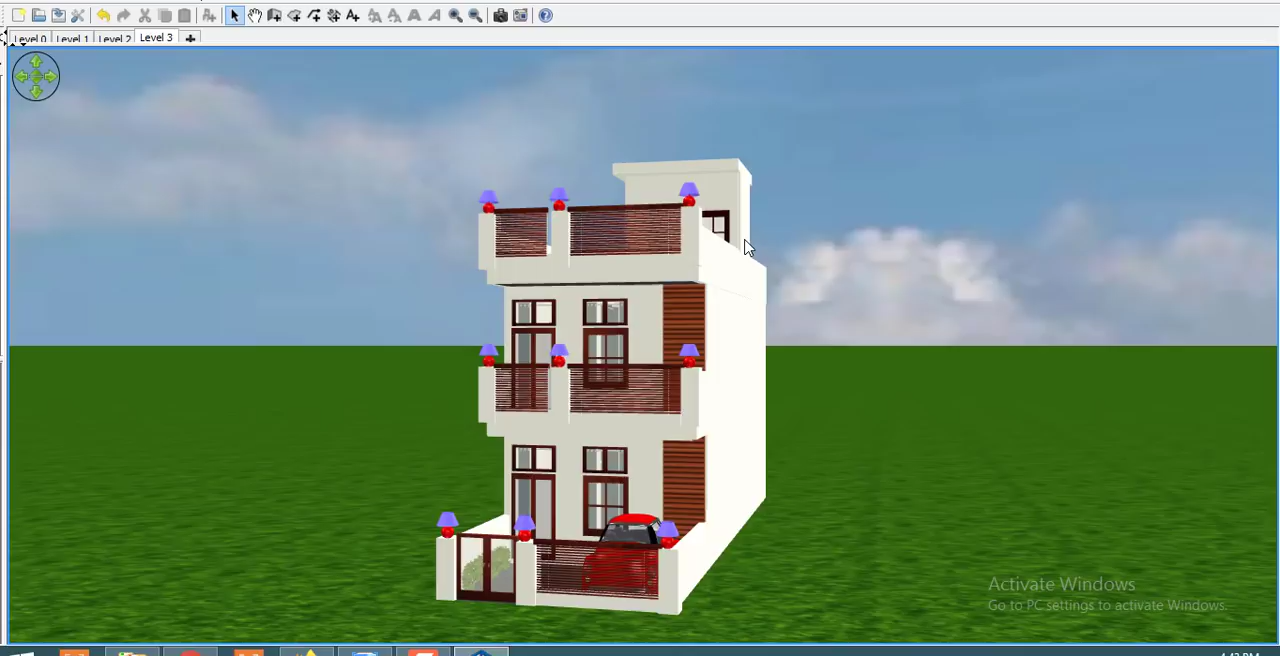 Level 0 Level 1 Level 2 Level 3
Activate Windows
Go to PC settings to activate Windows.